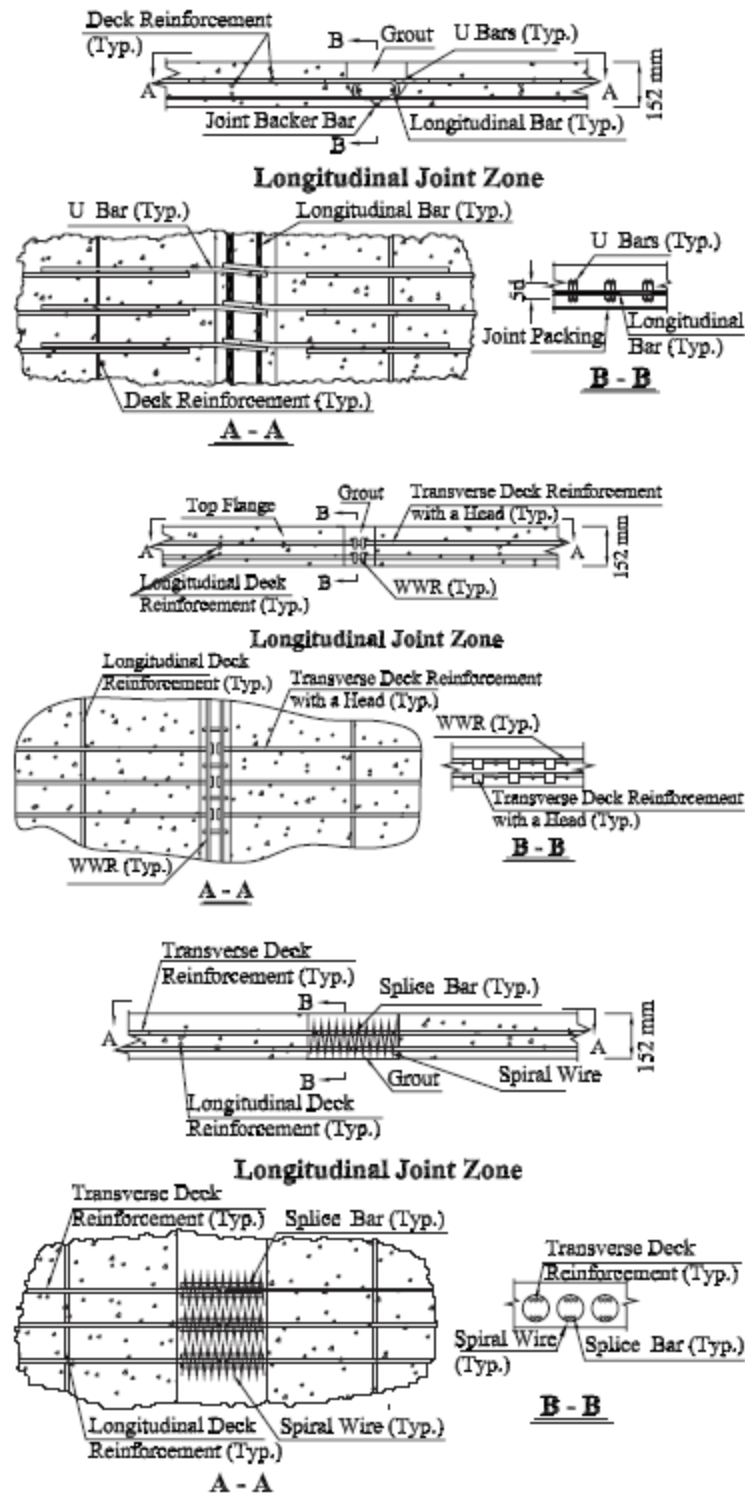 Deck Reinforcement
(Typ.)
B
Grout
U Bars (Typ.)
A
A
152 mm
Joint Backer Bar
Longitudinal Bar (Typ.)
B
Longitudinal Joint Zone
U Bar (Typ.)
Longitudinal Bar (Typ.)
U Bars (Typ.)
5d
Joint Packing
Longitudinal
Bar (Typ.)
B - B
Deck Reinforcement (Typ.)
A - A
Top Flange
B
Grout
Transverse Deck Reinforcement
with a Head (Typ.)
A
A
152 mm
Longitudinal Deck
Reinforcement (Typ.)
B
WWR (Typ.)
Longitudinal Joint Zone
Longitudinal Deck
Reinforcement (Typ.)
Transverse Deck Reinforcement
with a Head (Typ.)
WWR (Typ.)
Transverse Deck Reinforcement
with a Head (Typ.)
B - B
WWR (Typ.)
A - A
Transverse Deck
Reinforcement (Typ.)
B
Splice Bar (Typ.)
A
A
152 mm
B
Grout
Spiral Wire
Longitudinal Deck
Reinforcement (Typ.)
Longitudinal Joint Zone
Transverse Deck
Reinforcement (Typ.)
Splice Bar (Typ.)
Transverse Deck
Reinforcement (Typ.)
Spiral Wire
(Typ.)
Splice Bar (Typ.)
B - B
Longitudinal Deck
Reinforcement (Typ.)
Spiral Wire (Typ.)
A - A